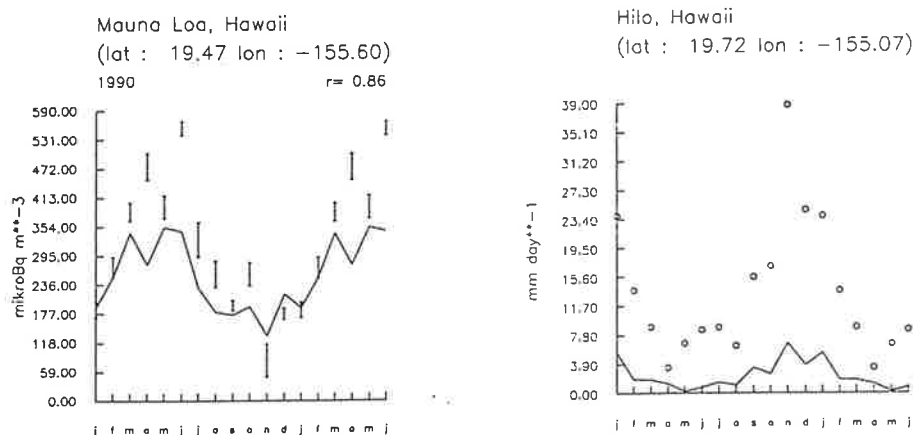 Mauna Loa, Hawaii
(lat : 19.47 lon : -155.60)
1990 r= 0.86
590.00
531.00
472.00
413.00
354.00
295.00
236.00
177.00
118.00
59.00
0.00
mikroBq m**-3
j f m a m j j a s o n d j f m a m j
Hilo, Hawaii
(lat : 19.72 lon : -155.07)
39.00
35.10
31.20
27.30
23.40
19.50
15.60
11.70
7.80
3.90
0.00
mm day**-1
j f m a m j j a s o n d j f m a m j